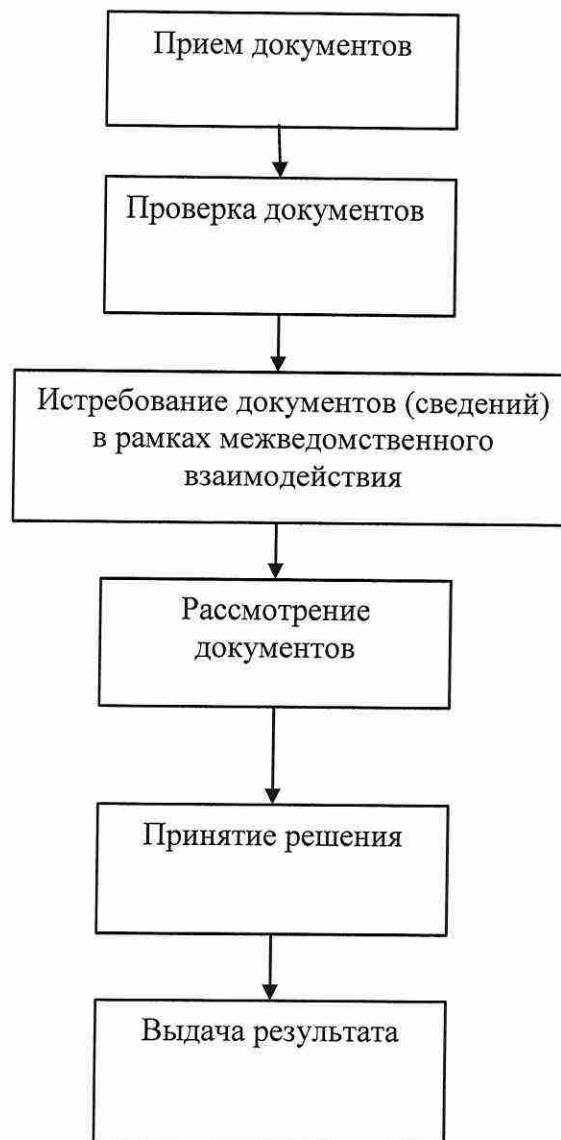 Прием документов
Проверка документов
Истребование документов (сведений)
в рамках межведомственного
взаимодействия
Рассмотрение
документов
Принятие решения
Выдача результата